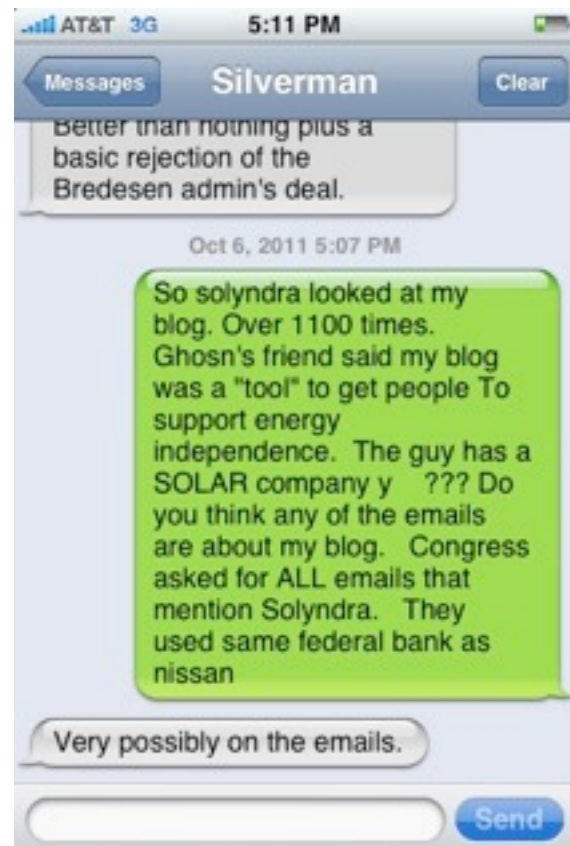 AT&T 3G 5:11 PM
Messages Silverman Clear
Better than nothing plus a
basic rejection of the
Bredesen admin's deal.
Oct 6, 2011 5:07 PM
So solyndra looked at my
blog. Over 1100 times.
Ghosn's friend said my blog
was a "tool" to get people To
support energy
independence. The guy has a
SOLAR company y ??? Do
you think any of the emails
are about my blog. Congress
asked for ALL emails that
mention Solyndra. They
used same federal bank as
nissan
Very possibly on the emails.
Send